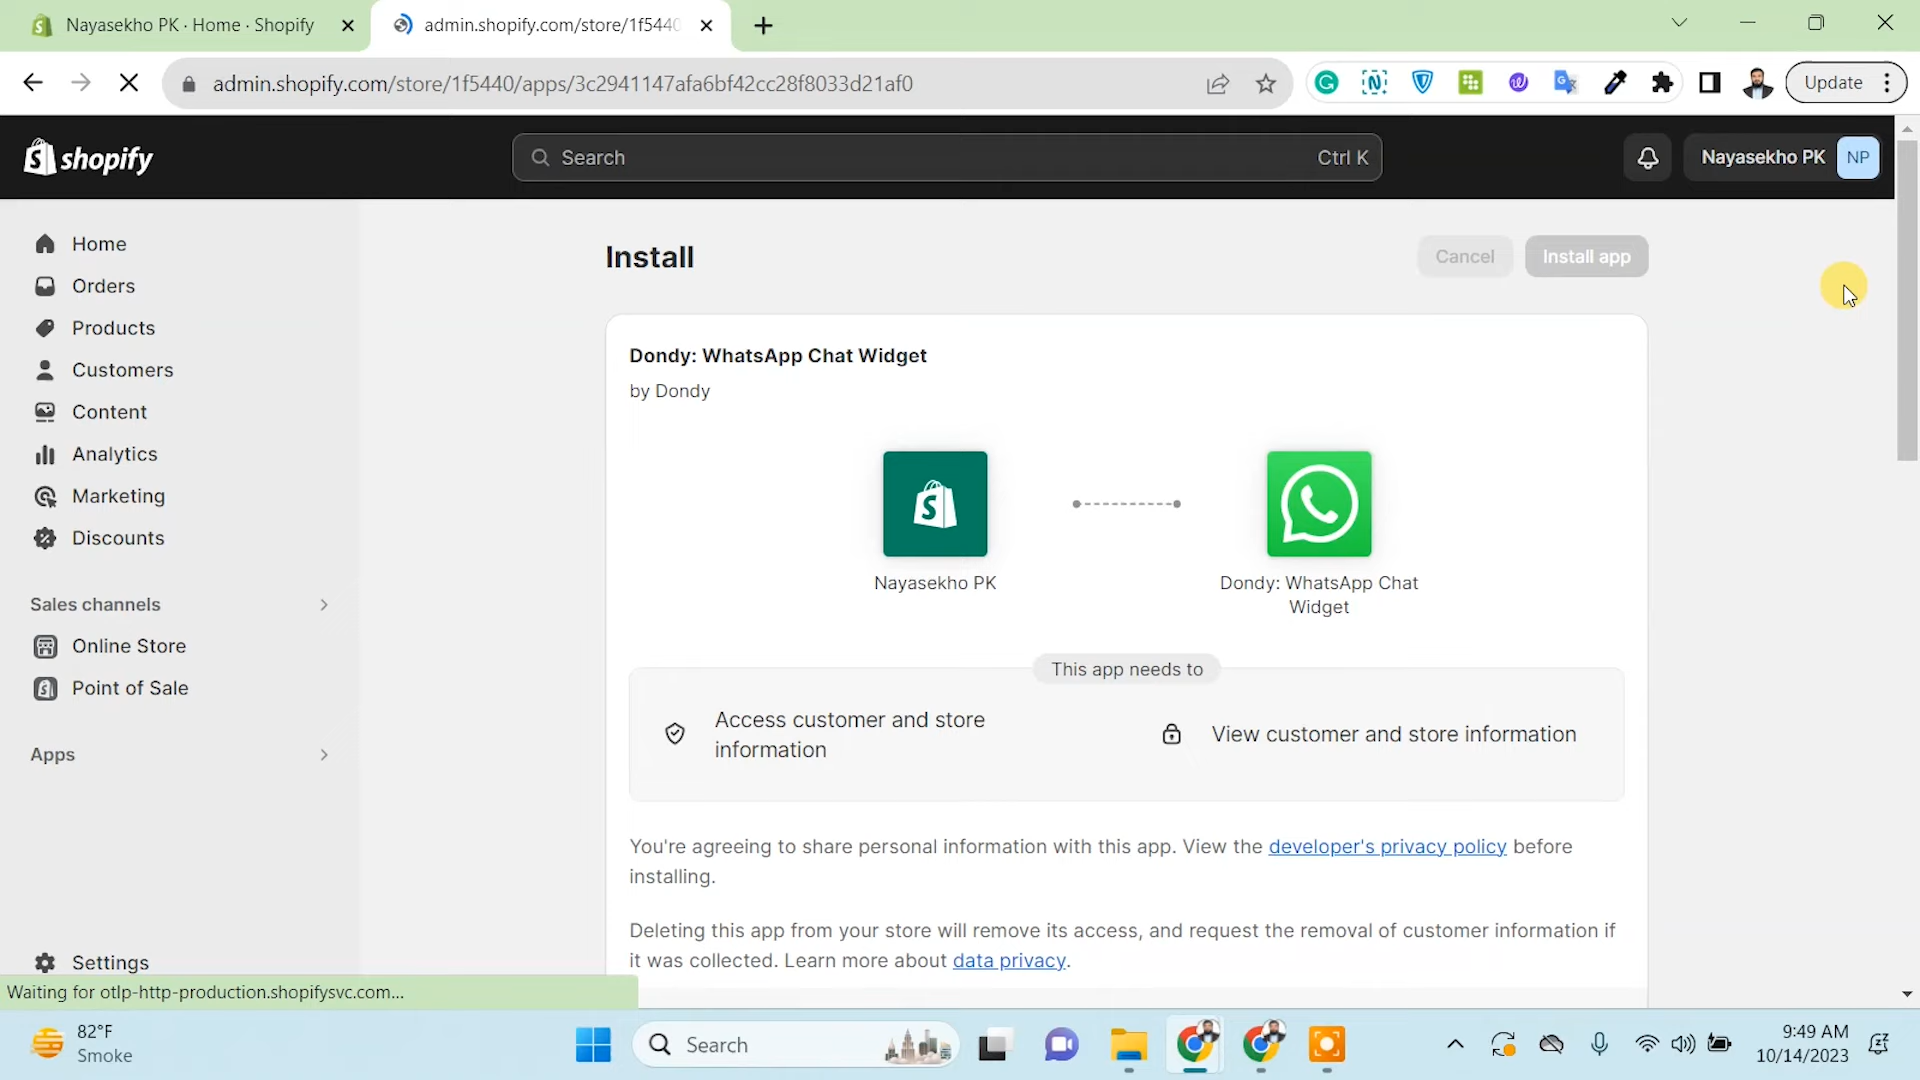 Nayasekho PK · Home · Shopify
admin.shopify.com/store/1f5440
admin.shopify.com/store/1f5440/apps/3c2941147afa6bf42cc28f8033d21af0
Update
shopify
Search
Ctrl K
Nayasekho PK
NP
Home
Orders
Products
Customers
Content
Analytics
Marketing
Discounts
Sales channels
Online Store
Point of Sale
Apps
Settings
Install
Cancel
Install app
Dondy: WhatsApp Chat Widget
by Dondy
Nayasekho PK
Dondy: WhatsApp Chat
Widget
This app needs to
Access customer and store
information
View customer and store information
You're agreeing to share personal information with this app. View the developer's privacy policy before
installing.
Deleting this app from your store will remove its access, and request the removal of customer information if
it was collected. Learn more about data privacy.
Waiting for otlp-http-production.shopifysvc.com...
82°F
Smoke
Search
9:49 AM
10/14/2023